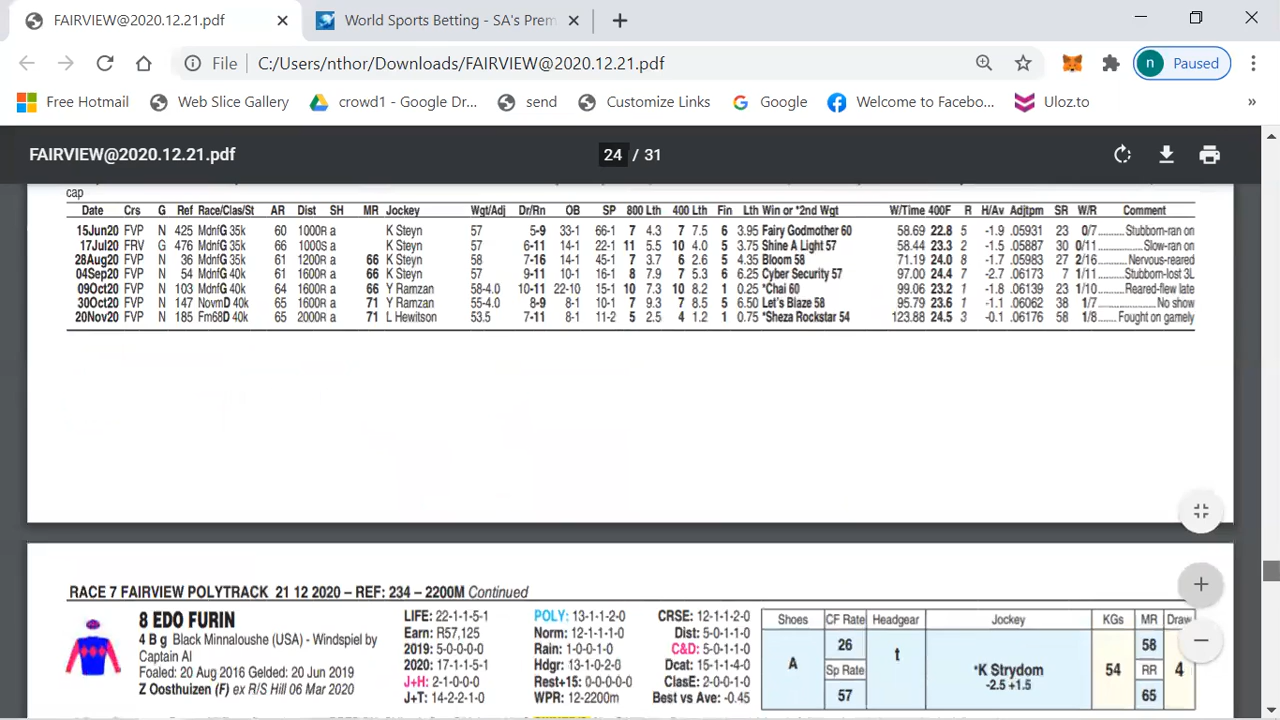 FAIRVIEW@2020.12.21.pdf
World Sports Betting - SA's Prem
File C:/Users/nthor/Downloads/FAIRVIEW@2020.12.21.pdf
n Paused
Free Hotmail Web Slice Gallery crowd1 - Google Dr... send Customize Links Google Welcome to Facebo... Uloz.to »
FAIRVIEW@2020.12.21.pdf 24 / 31
cap
Date Crs G Ref Race/Clas/St AR Dist SH MR Jockey Wgt/Adj Dr/Rn OB SP 800 Lth 400 Lth Fin Lth Win or *2nd Wgt W/Time 400F R H/Av Adjtpm SR W/R Comment
15Jun20 FVP N 425 MdnfG 35k 60 1000R a K Steyn 57 5-9 33-1 66-1 7 4.3 7 7.5 6 3.95 Fairy Godmother 60 58.69 22.8 5 -1.9 .05931 23 0/7 ......... Stubborn-ran on
17Jul20 FRV G 476 MdnfG 35k 66 1000S a K Steyn 57 6-11 14-1 22-1 11 5.5 10 4.0 5 3.75 Shine A Light 57 58.44 23.3 2 -1.5 .05887 30 0/11 ............... Slow-ran on
28Aug20 FVP N 36 MdnfG 35k 61 1200R a 66 K Steyn 58 7-16 14-1 45-1 7 3.7 6 2.6 5 4.35 Bloom 58 71.19 24.0 8 -1.7 .05983 27 2/16 ........... Nervous-reared
04Sep20 FVP N 54 MdnfG 40k 61 1600R a 66 K Steyn 57 9-11 10-1 16-1 8 7.9 7 5.3 6 6.25 Cyber Security 57 97.00 24.4 7 -2.7 .06173 7 1/11 ......... Stubborn-lost 3L
09Oct20 FVP N 103 MdnfG 40k 64 1600R a 66 Y Ramzan 58-4.0 10-11 22-10 15-1 10 7.3 10 8.2 1 0.25 *Chai 60 99.06 23.2 1 -1.8 .06139 23 1/10 ......... Reared-flew late
30Oct20 FVP N 147 NovmD 40k 65 1600R a 71 Y Ramzan 55-4.0 8-9 8-1 10-1 7 9.3 7 8.5 5 6.50 Let's Blaze 58 95.79 23.6 1 -1.1 .06062 38 1/7 .................... No show
20Nov20 FVP N 185 Fm68D 40k 65 2000R a 71 L Hewitson 53.5 7-11 8-1 11-2 5 2.5 4 1.2 1 0.75 *Sheza Rockstar 54 123.88 24.5 3 -0.1 .06176 58 1/8 ....... Fought on gamely
RACE 7 FAIRVIEW POLYTRACK 21 12 2020 – REF: 234 – 2200M Continued
8 EDO FURIN LIFE: 22-1-1-5-1 POLY: 13-1-1-2-0 CRSE: 12-1-1-2-0 Shoes CF Rate Headgear Jockey KGs MR Draw
4 B g Black Minnaloushe (USA) - Windspiel by Earn: R57,125 Norm: 12-1-1-1-0 Dist: 5-0-1-1-0 26 58
Captain Al 2019: 5-0-0-0-0 Rain: 1-0-0-1-0 C&D: 5-0-1-1-0 A t
Foaled: 20 Aug 2016 Gelded: 20 Jun 2019 2020: 17-1-1-5-1 Hdgr: 13-1-0-2-0 Dcat: 15-1-1-4-0 Sp Rate *K Strydom 54 RR 4
Z Oosthuizen (F) ex R/S Hill 06 Mar 2020 J+H: 2-1-0-0-0 Rest+15: 0-0-0-0-0 ClasE: 2-0-0-1-0 -2.5 +1.5
J+T: 14-2-2-1-0 WPR: 12-2200m Best vs Ave: -0.45 57 65